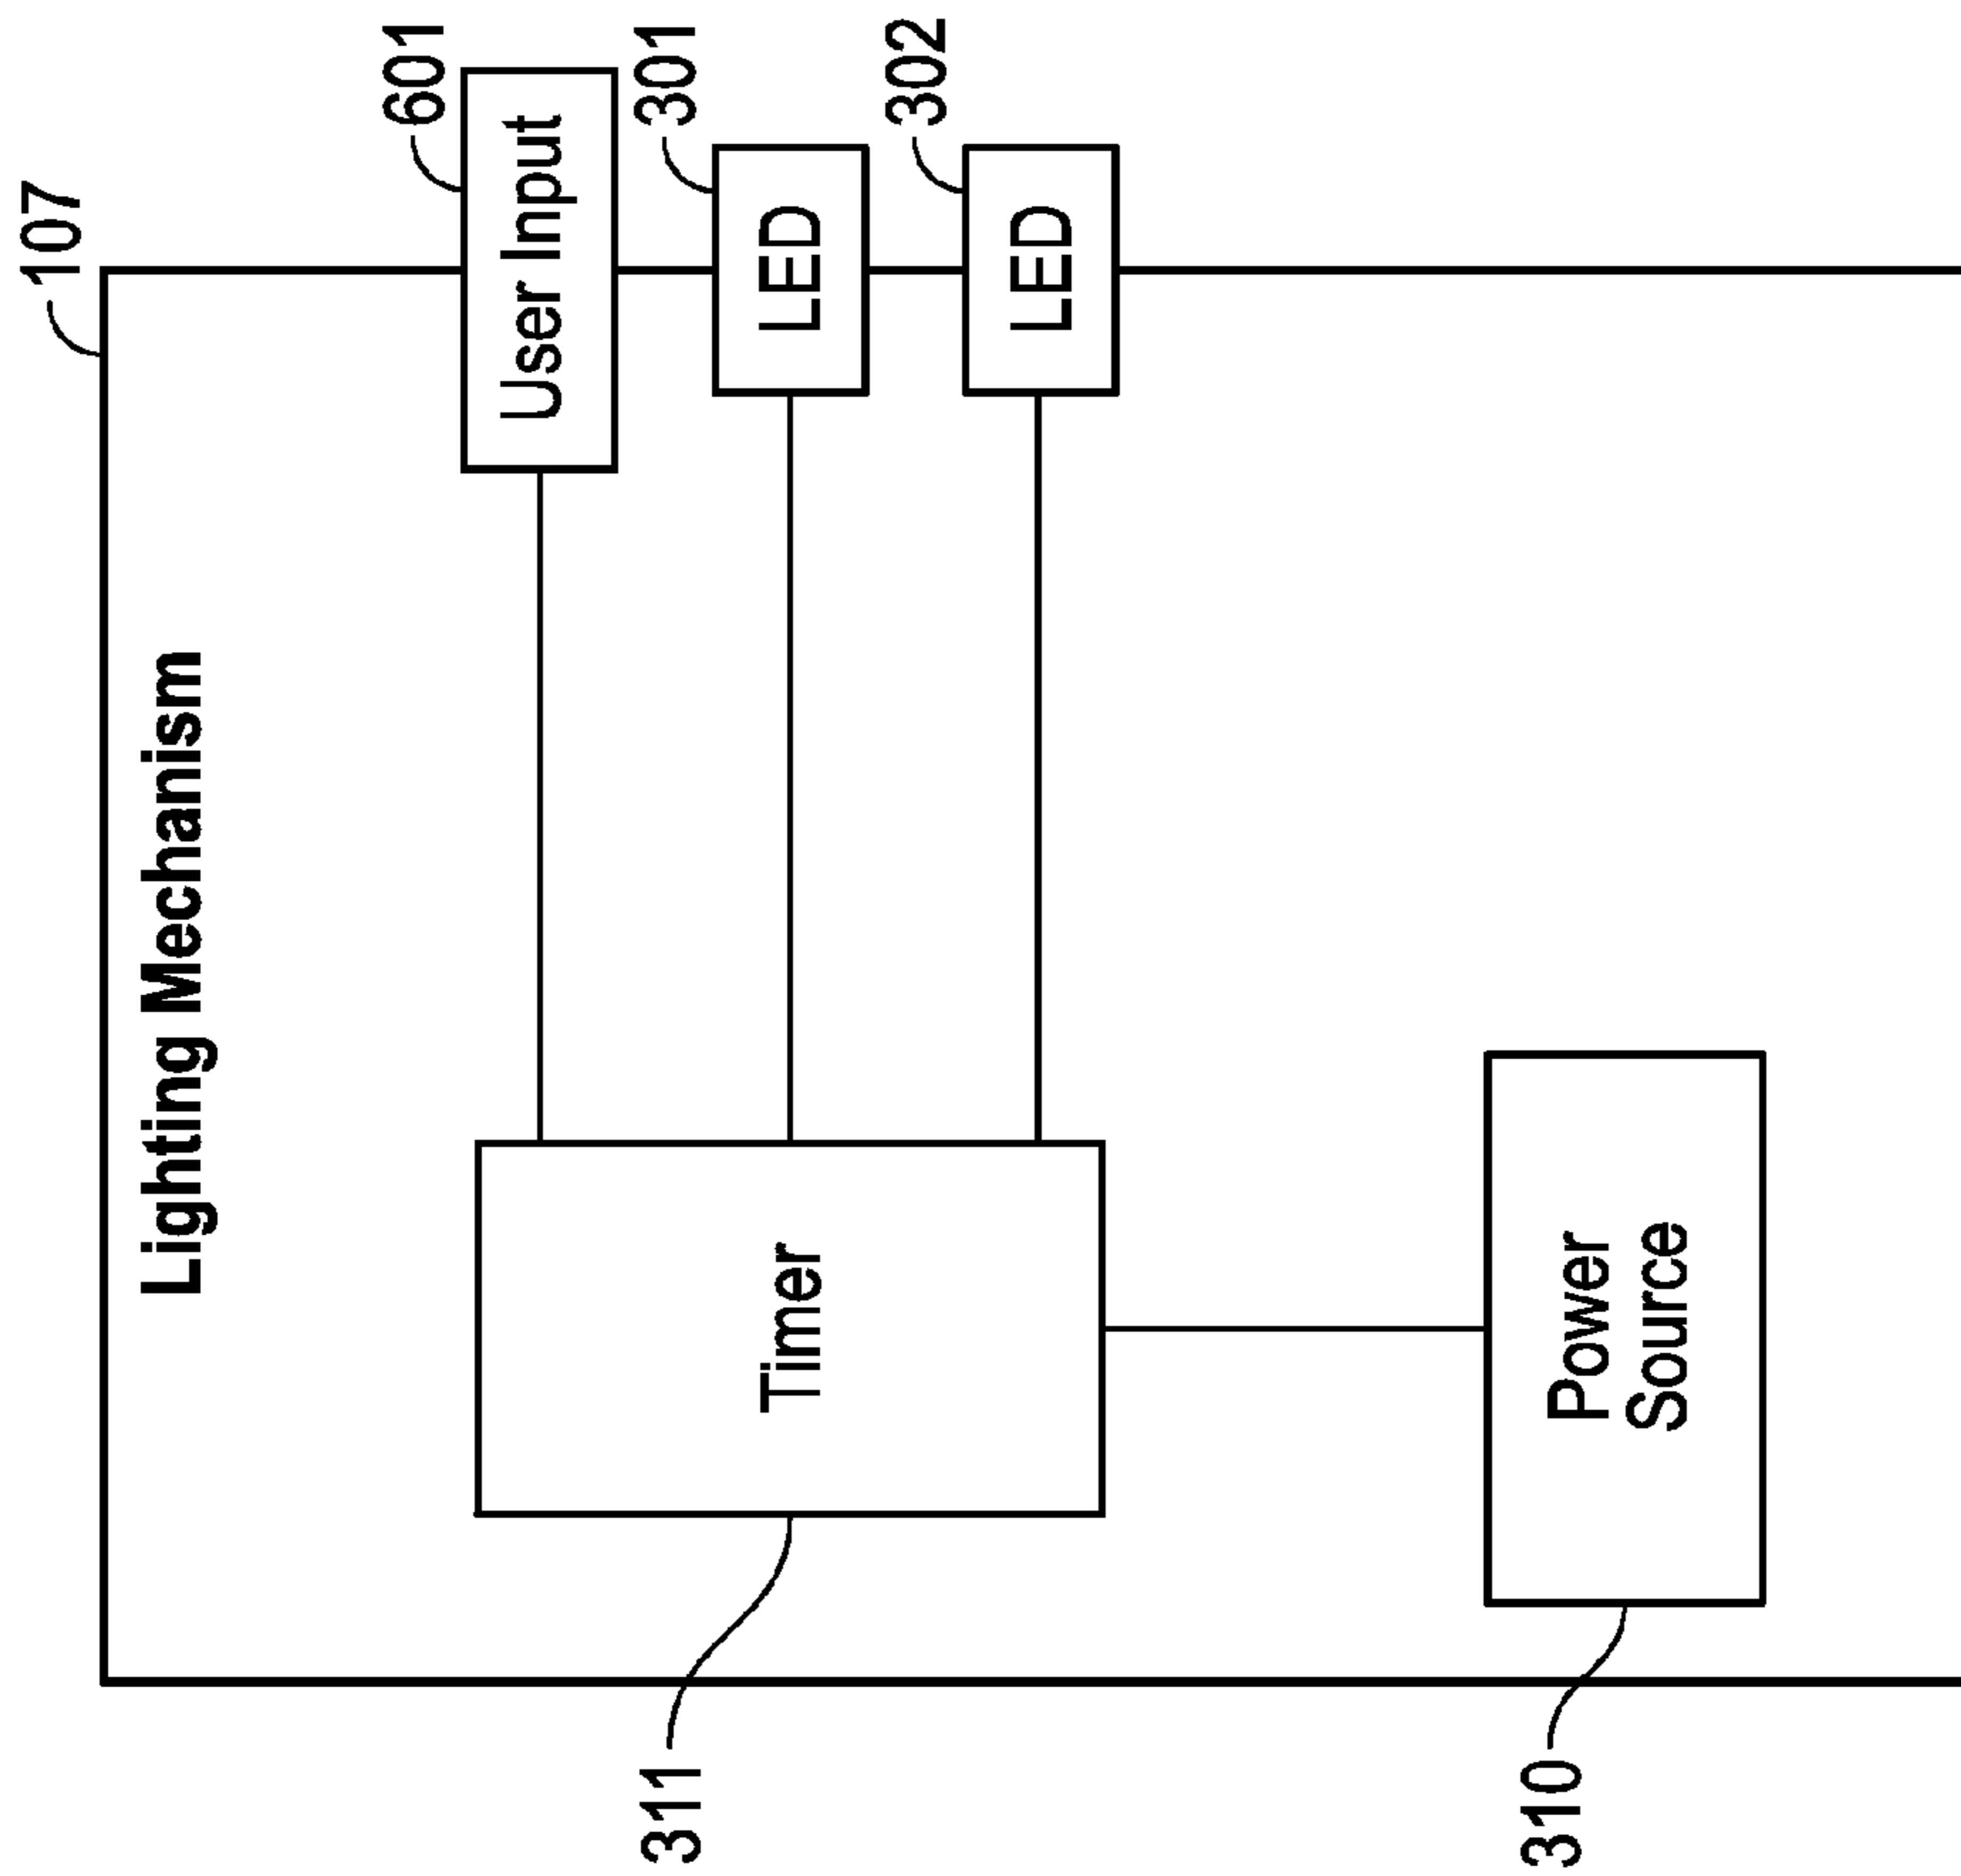 107
Lighting Mechanism
601
User Input
301
LED
302
LED
Timer
311
Power
Source
310